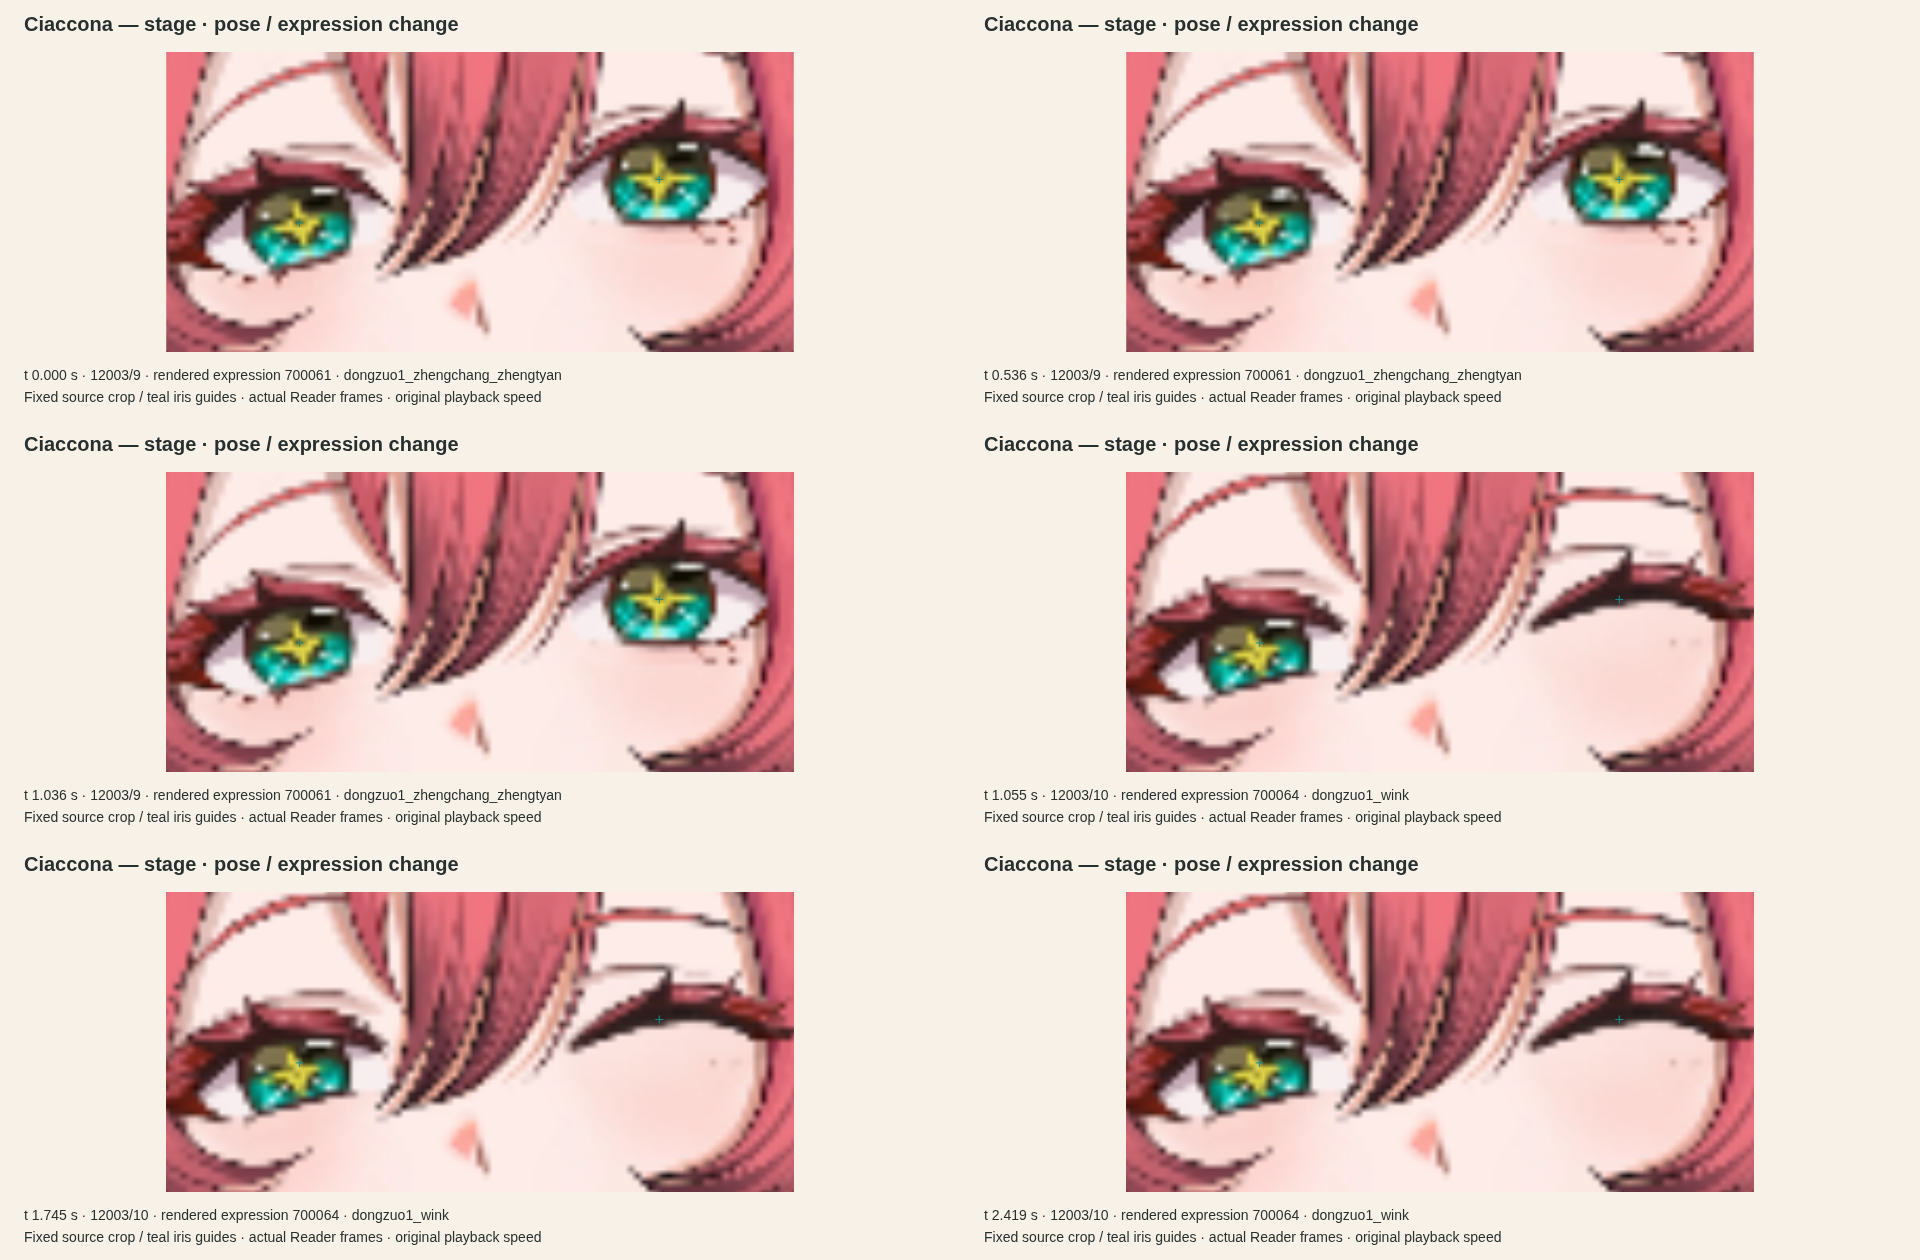 Ciaccona — stage · pose / expression change
t 0.000 s · 12003/9 · rendered expression 700061 · dongzuo1_zhengchang_zhengtyan
Fixed source crop / teal iris guides · actual Reader frames · original playback speed
Ciaccona — stage · pose / expression change
t 0.536 s · 12003/9 · rendered expression 700061 · dongzuo1_zhengchang_zhengtyan
Fixed source crop / teal iris guides · actual Reader frames · original playback speed
Ciaccona — stage · pose / expression change
t 1.036 s · 12003/9 · rendered expression 700061 · dongzuo1_zhengchang_zhengtyan
Fixed source crop / teal iris guides · actual Reader frames · original playback speed
Ciaccona — stage · pose / expression change
t 1.055 s · 12003/10 · rendered expression 700064 · dongzuo1_wink
Fixed source crop / teal iris guides · actual Reader frames · original playback speed
Ciaccona — stage · pose / expression change
t 1.745 s · 12003/10 · rendered expression 700064 · dongzuo1_wink
Fixed source crop / teal iris guides · actual Reader frames · original playback speed
Ciaccona — stage · pose / expression change
t 2.419 s · 12003/10 · rendered expression 700064 · dongzuo1_wink
Fixed source crop / teal iris guides · actual Reader frames · original playback speed